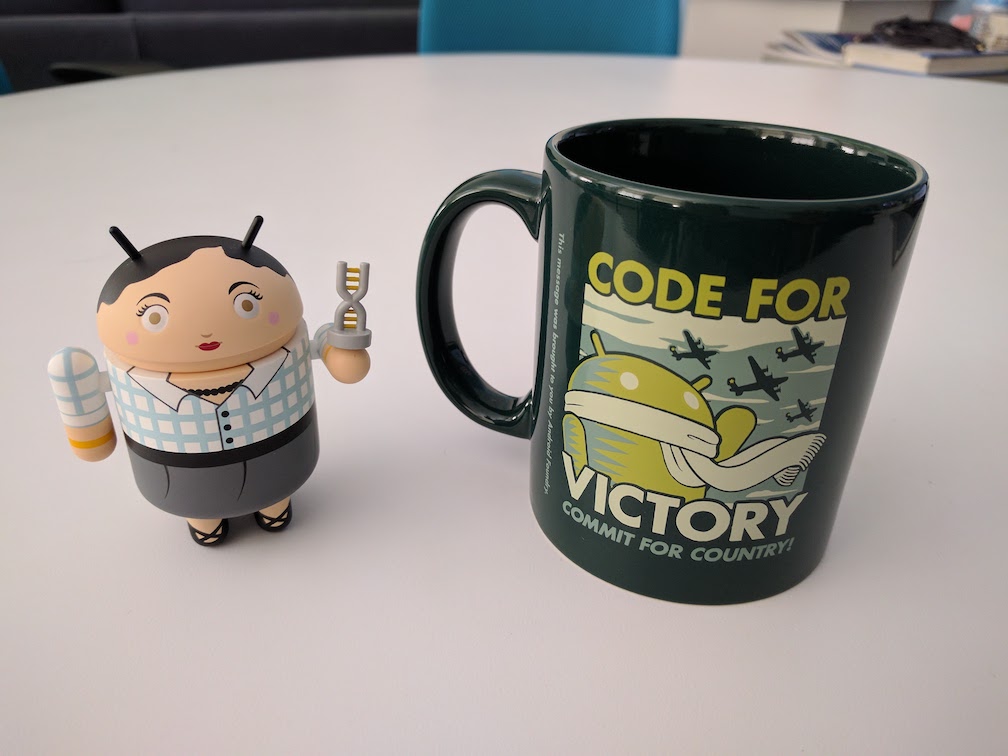 CODE FOR
VICTORY
COMMIT FOR COUNTRY!
This message was brought to you by Android Foundry.